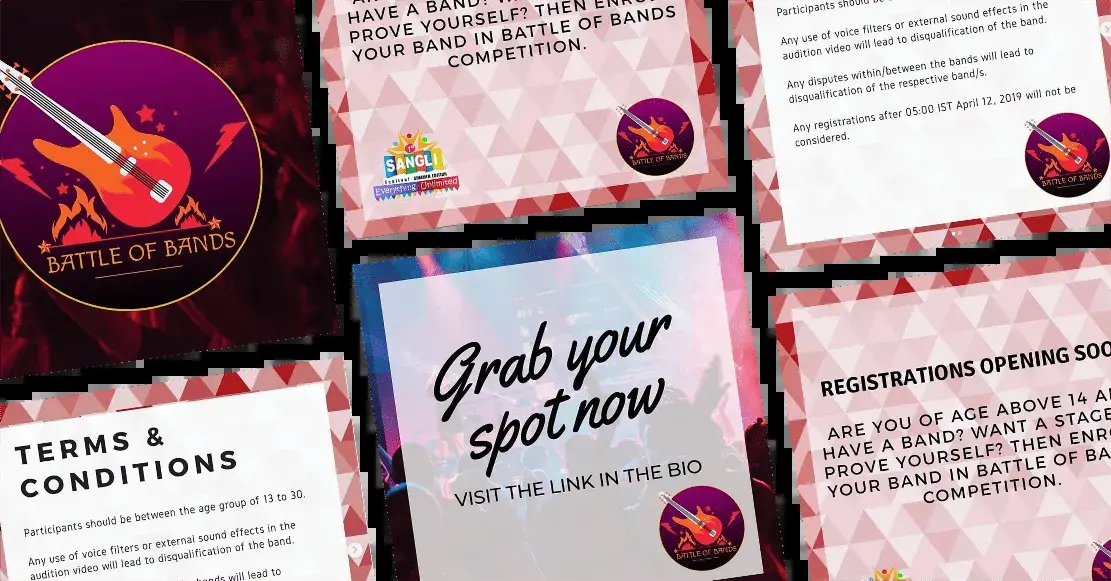 BATTLE OF BANDS
HAVE A BAND?
PROVE YOURSELF? THEN ENROLL
YOUR BAND IN BATTLE OF BANDS
COMPETITION.
SANGLI
Festival SUMMER EDITION
Everything Unlimited
BATTLE OF BANDS
Participants should be
Any use of voice filters or external sound effects in the
audition video will lead to disqualification of the band.
Any disputes within/between the bands will lead to
disqualification of the respective band/s.
Any registrations after 05:00 IST April 12, 2019 will not be
considered.
BATTLE OF BANDS
TERMS &
CONDITIONS
Participants should be between the age group of 13 to 30.
Any use of voice filters or external sound effects in the
audition video will lead to disqualification of the band.
bands will lead to
Grab your
spot now
VISIT THE LINK IN THE BIO
BATTLE OF BANDS
REGISTRATIONS OPENING SOO
ARE YOU OF AGE ABOVE 14 A
HAVE A BAND? WANT A STAGE
PROVE YOURSELF? THEN ENRO
YOUR BAND IN BATTLE OF BA
COMPETITION.